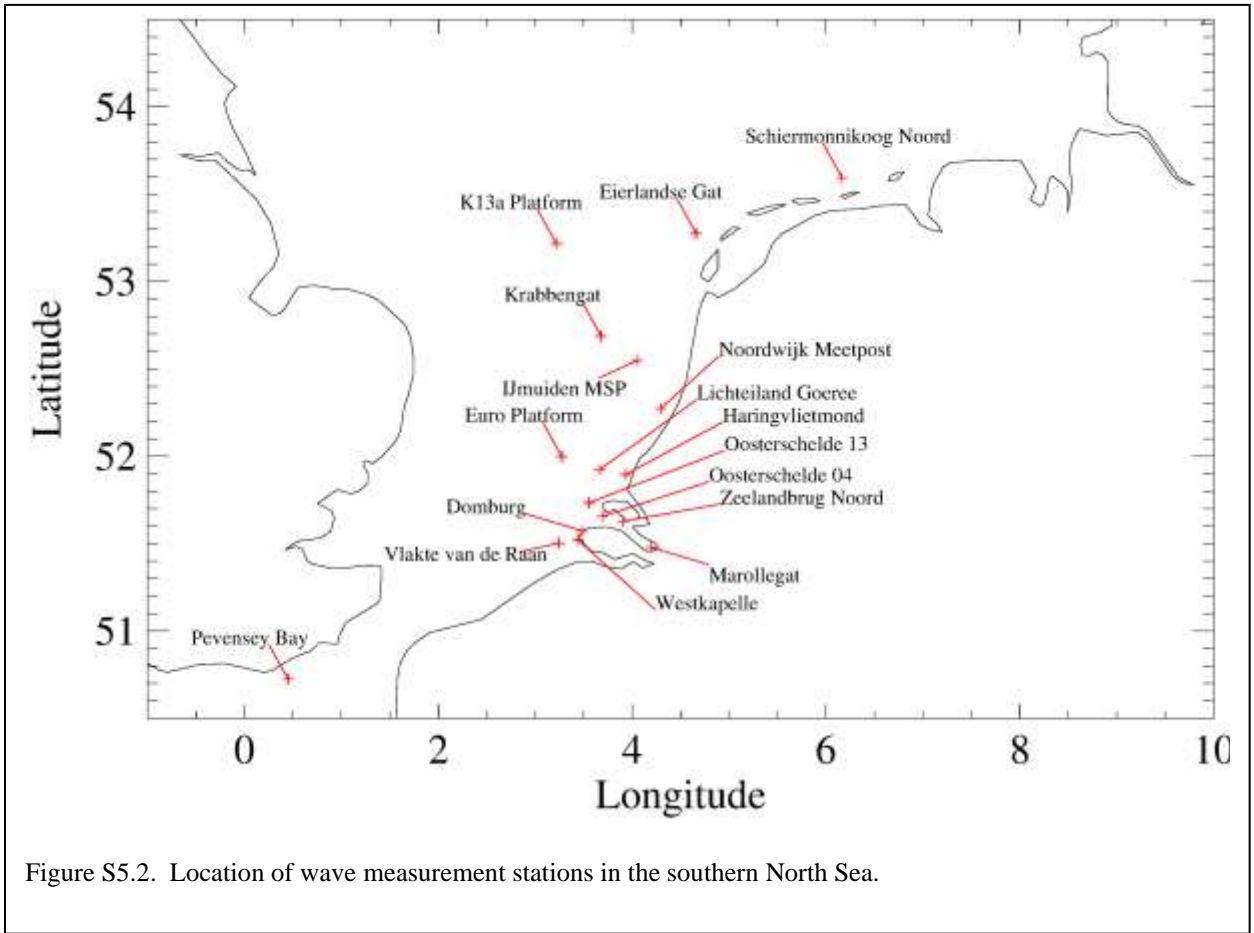 54
53
52
51
Latitude
Schiermonnikoog Noord
Eierlandse Gat
K13a Platform
Krabbengat
Noordwijk Meetpost
IJmuiden MSP
Lichteiland Goeree
Euro Platform
Haringvlietmond
Oosterschelde 13
Oosterschelde 04
Zeelandbrug Noord
Domburg
Vlakte van de Raan
Marollegat
Westkapelle
Pevensey Bay
0 2 4 6 8 10
Longitude
Figure S5.2. Location of wave measurement stations in the southern North Sea.